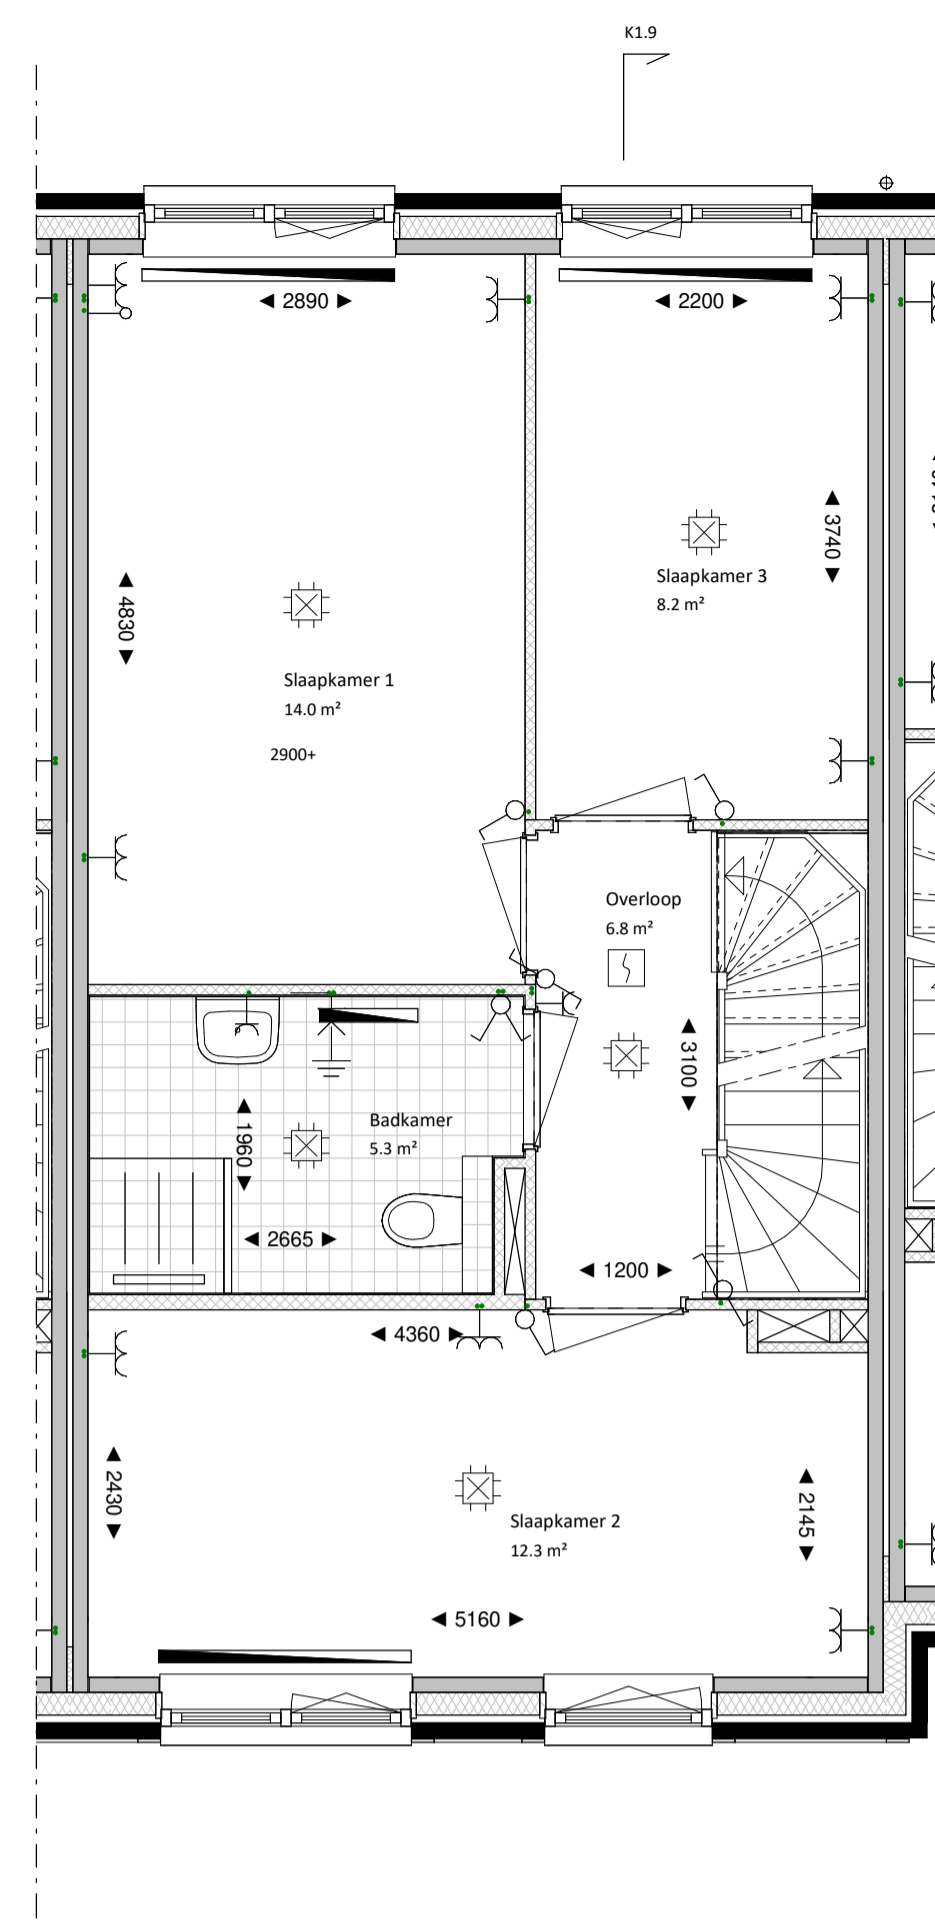 K1.9
◄ 2890 ►
◄ 2200 ►
◄ 3740 ►
Slaapkamer 3
8.2 m²
◄ 4830 ►
Slaapkamer 1
14.0 m²
2900+
Overloop
6.8 m²
◄ 3100 ►
Badkamer
5.3 m²
◄ 1960 ►
◄ 2665 ►
◄ 1200 ►
◄ 4360 ►
◄ 2430 ►
◄ 2145 ►
Slaapkamer 2
12.3 m²
◄ 5160 ►